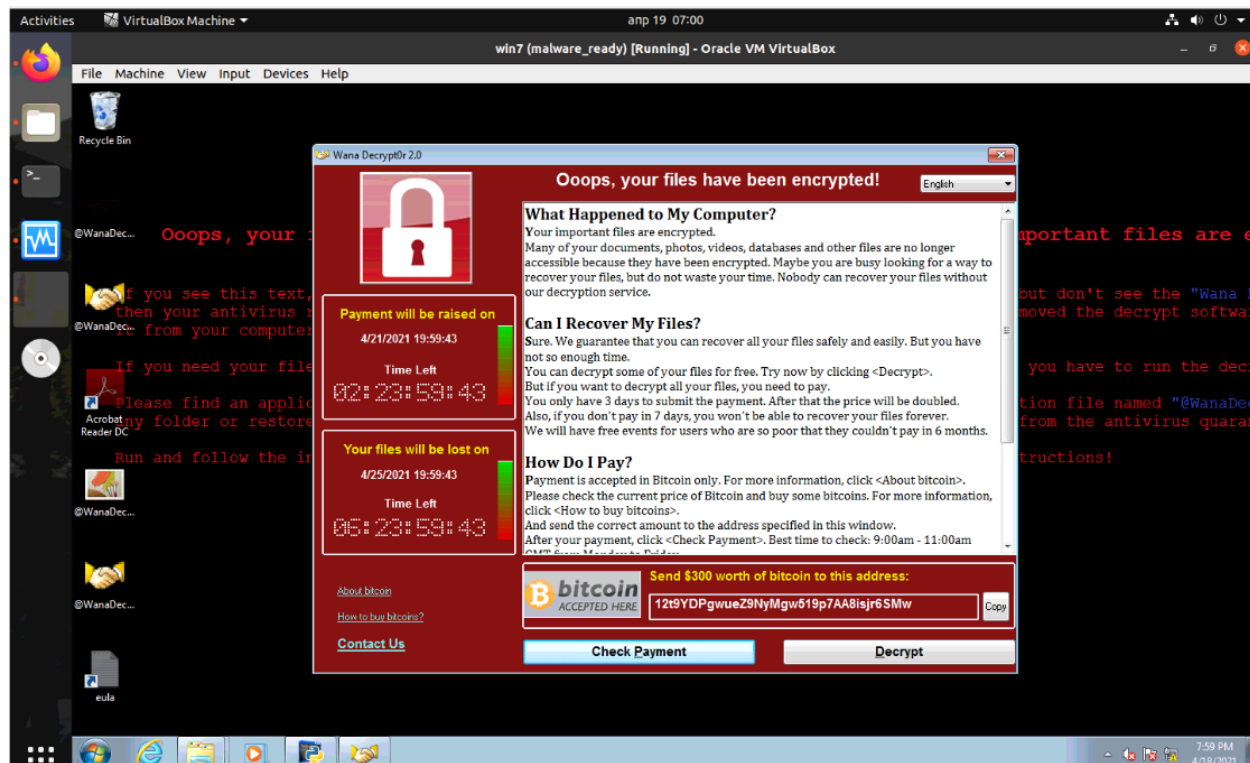 Activities VirtualBox Machine апр 19 07:00
win7 (malware_ready) [Running] - Oracle VM VirtualBox
File Machine View Input Devices Help
Recycle Bin
@WanaDec...
@WanaDec...
Acrobat Reader DC
@WanaDec...
@WanaDec...
eula
Ooops, your
If you see this text,
then your antivirus
it from your computer
If you need your file
Please find an applic
any folder or restore
Run and follow the in
Wana Decrypt0r 2.0
Ooops, your files have been encrypted!
English
Payment will be raised on
4/21/2021 19:59:43
Time Left
02:23:59:43
Your files will be lost on
4/25/2021 19:59:43
Time Left
06:23:59:43
About bitcoin
How to buy bitcoins?
Contact Us
What Happened to My Computer?
Your important files are encrypted.
Many of your documents, photos, videos, databases and other files are no longer
accessible because they have been encrypted. Maybe you are busy looking for a way to
recover your files, but do not waste your time. Nobody can recover your files without
our decryption service.
Can I Recover My Files?
Sure. We guarantee that you can recover all your files safely and easily. But you have
not so enough time.
You can decrypt some of your files for free. Try now by clicking <Decrypt>.
But if you want to decrypt all your files, you need to pay.
You only have 3 days to submit the payment. After that the price will be doubled.
Also, if you don't pay in 7 days, you won't be able to recover your files forever.
We will have free events for users who are so poor that they couldn't pay in 6 months.
How Do I Pay?
Payment is accepted in Bitcoin only. For more information, click <About bitcoin>.
Please check the current price of Bitcoin and buy some bitcoins. For more information,
click <How to buy bitcoins>.
And send the correct amount to the address specified in this window.
After your payment, click <Check Payment>. Best time to check: 9:00am - 11:00am
GMT from Monday to Friday.
bitcoin
ACCEPTED HERE
Send $300 worth of bitcoin to this address:
12t9YDPgwueZ9NyMgw519p7AA8isjr6SMw
Copy
Check Payment
Decrypt
mportant files are e
but don't see the "Wana
moved the decrypt softwa
you have to run the dec
tion file named "@WanaDe
from the antivirus quara
tructions!
7:59 PM
4/18/2021